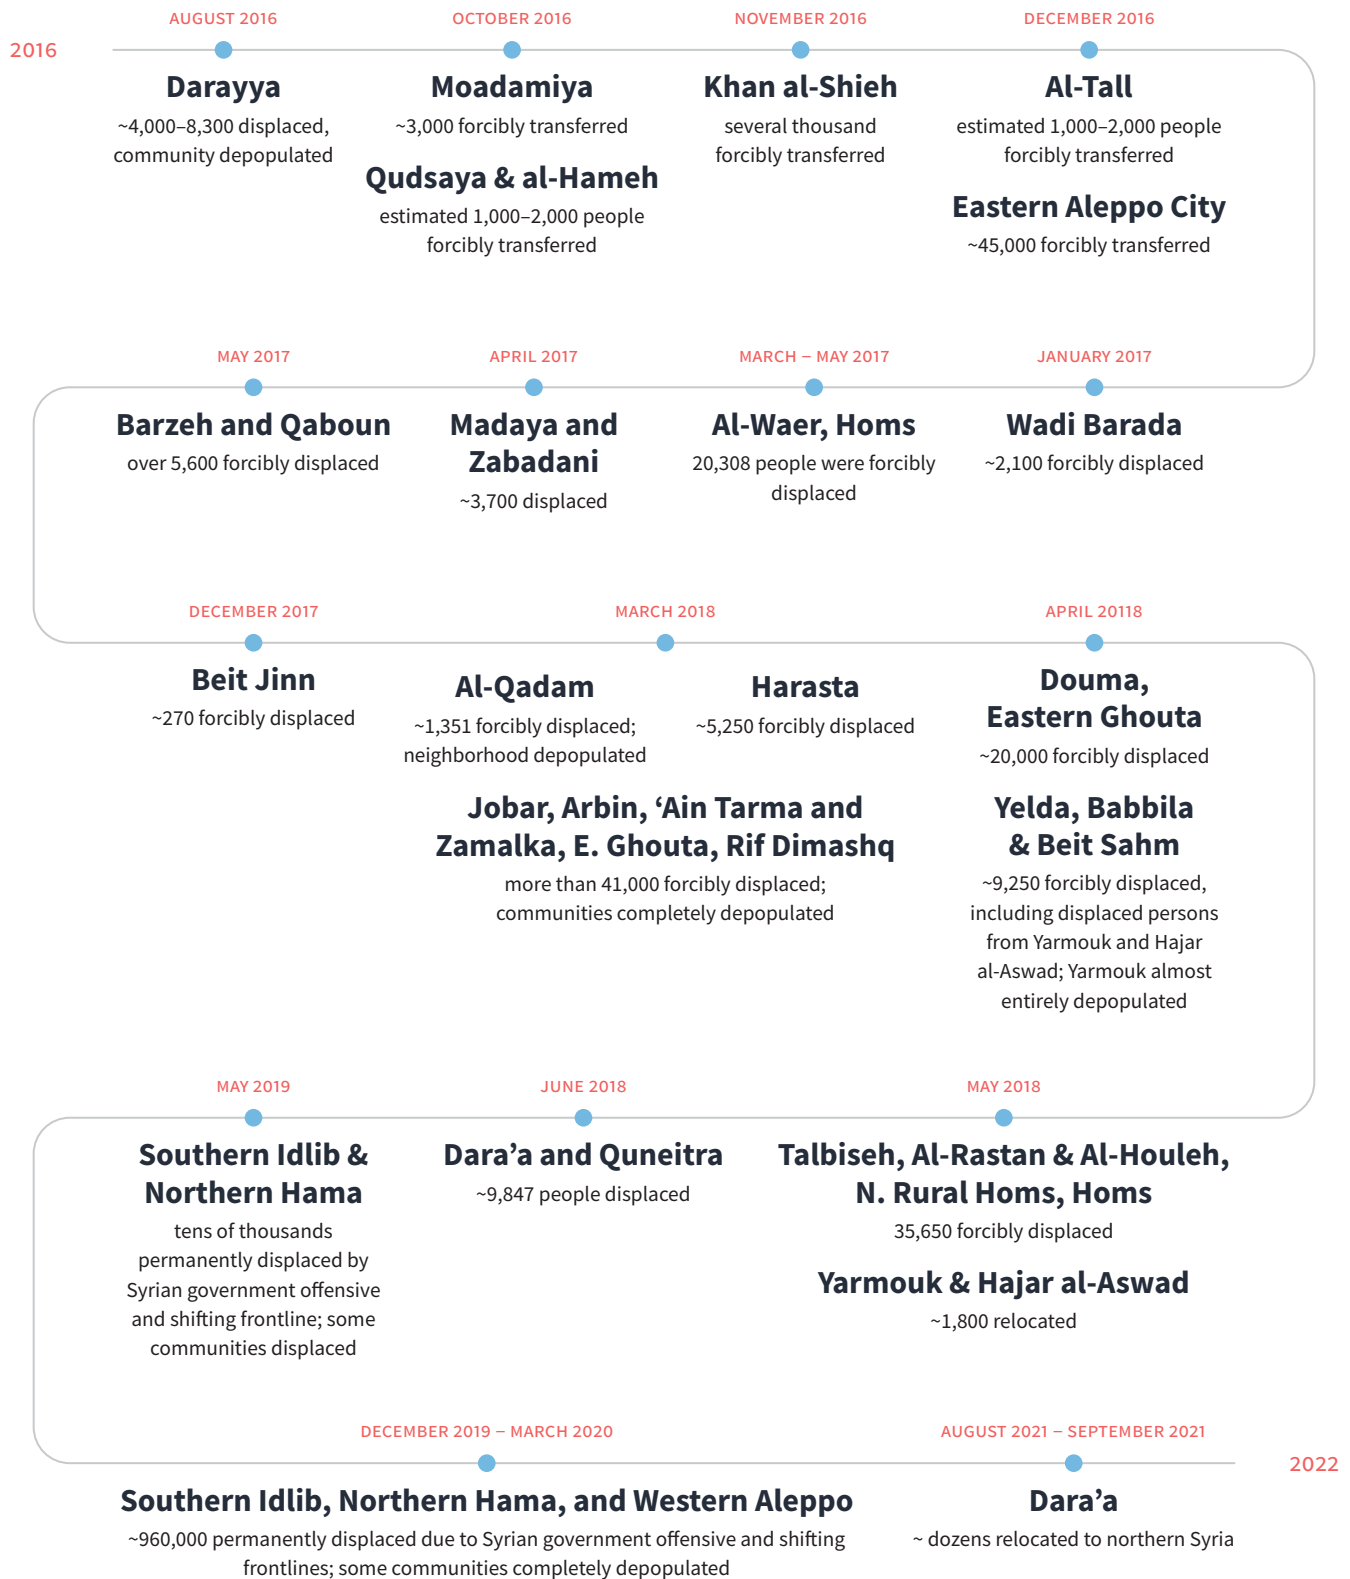 2016
AUGUST 2016
Darayya
~4,000–8,300 displaced,
community depopulated
OCTOBER 2016
Moadamiya
~3,000 forcibly transferred
Qudsaya & al-Hameh
estimated 1,000–2,000 people
forcibly transferred
NOVEMBER 2016
Khan al-Shieh
several thousand
forcibly transferred
DECEMBER 2016
Al-Tall
estimated 1,000–2,000 people
forcibly transferred
Eastern Aleppo City
~45,000 forcibly transferred
JANUARY 2017
Wadi Barada
~2,100 forcibly displaced
MARCH – MAY 2017
Al-Waer, Homs
20,308 people were forcibly
displaced
APRIL 2017
Madaya and
Zabadani
~3,700 displaced
MAY 2017
Barzeh and Qaboun
over 5,600 forcibly displaced
DECEMBER 2017
Beit Jinn
~270 forcibly displaced
MARCH 2018
Al-Qadam
~1,351 forcibly displaced;
neighborhood depopulated
Harasta
~5,250 forcibly displaced
Jobar, Arbin, ‘Ain Tarma and
Zamalka, E. Ghouta, Rif Dimashq
more than 41,000 forcibly displaced;
communities completely depopulated
APRIL 20118
Douma,
Eastern Ghouta
~20,000 forcibly displaced
Yelda, Babbila
& Beit Sahm
~9,250 forcibly displaced,
including displaced persons
from Yarmouk and Hajar
al-Aswad; Yarmouk almost
entirely depopulated
MAY 2018
Talbiseh, Al-Rastan & Al-Houleh,
N. Rural Homs, Homs
35,650 forcibly displaced
Yarmouk & Hajar al-Aswad
~1,800 relocated
JUNE 2018
Dara’a and Quneitra
~9,847 people displaced
MAY 2019
Southern Idlib &
Northern Hama
tens of thousands
permanently displaced by
Syrian government offensive
and shifting frontline; some
communities displaced
DECEMBER 2019 – MARCH 2020
Southern Idlib, Northern Hama, and Western Aleppo
~960,000 permanently displaced due to Syrian government offensive and shifting
frontlines; some communities completely depopulated
AUGUST 2021 – SEPTEMBER 2021
Dara’a
~ dozens relocated to northern Syria
2022